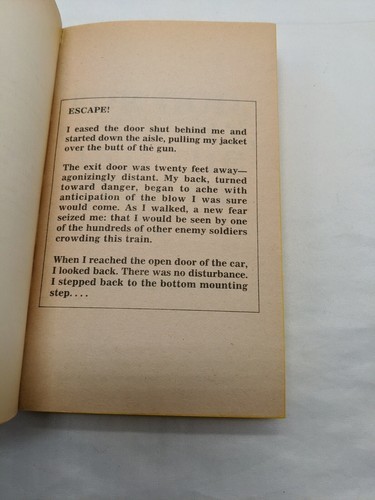 ESCAPE!
I eased the door shut behind me and
started down the aisle, pulling my jacket
over the butt of the gun.
The exit door was twenty feet away—
agonizingly distant. My back, turned
toward danger, began to ache with
anticipation of the blow I was sure
would come. As I walked, a new fear
seized me: that I would be seen by one
of the hundreds of other enemy soldiers
crowding this train.
When I reached the open door of the car,
I looked back. There was no disturbance.
I stepped back to the bottom mounting
step....